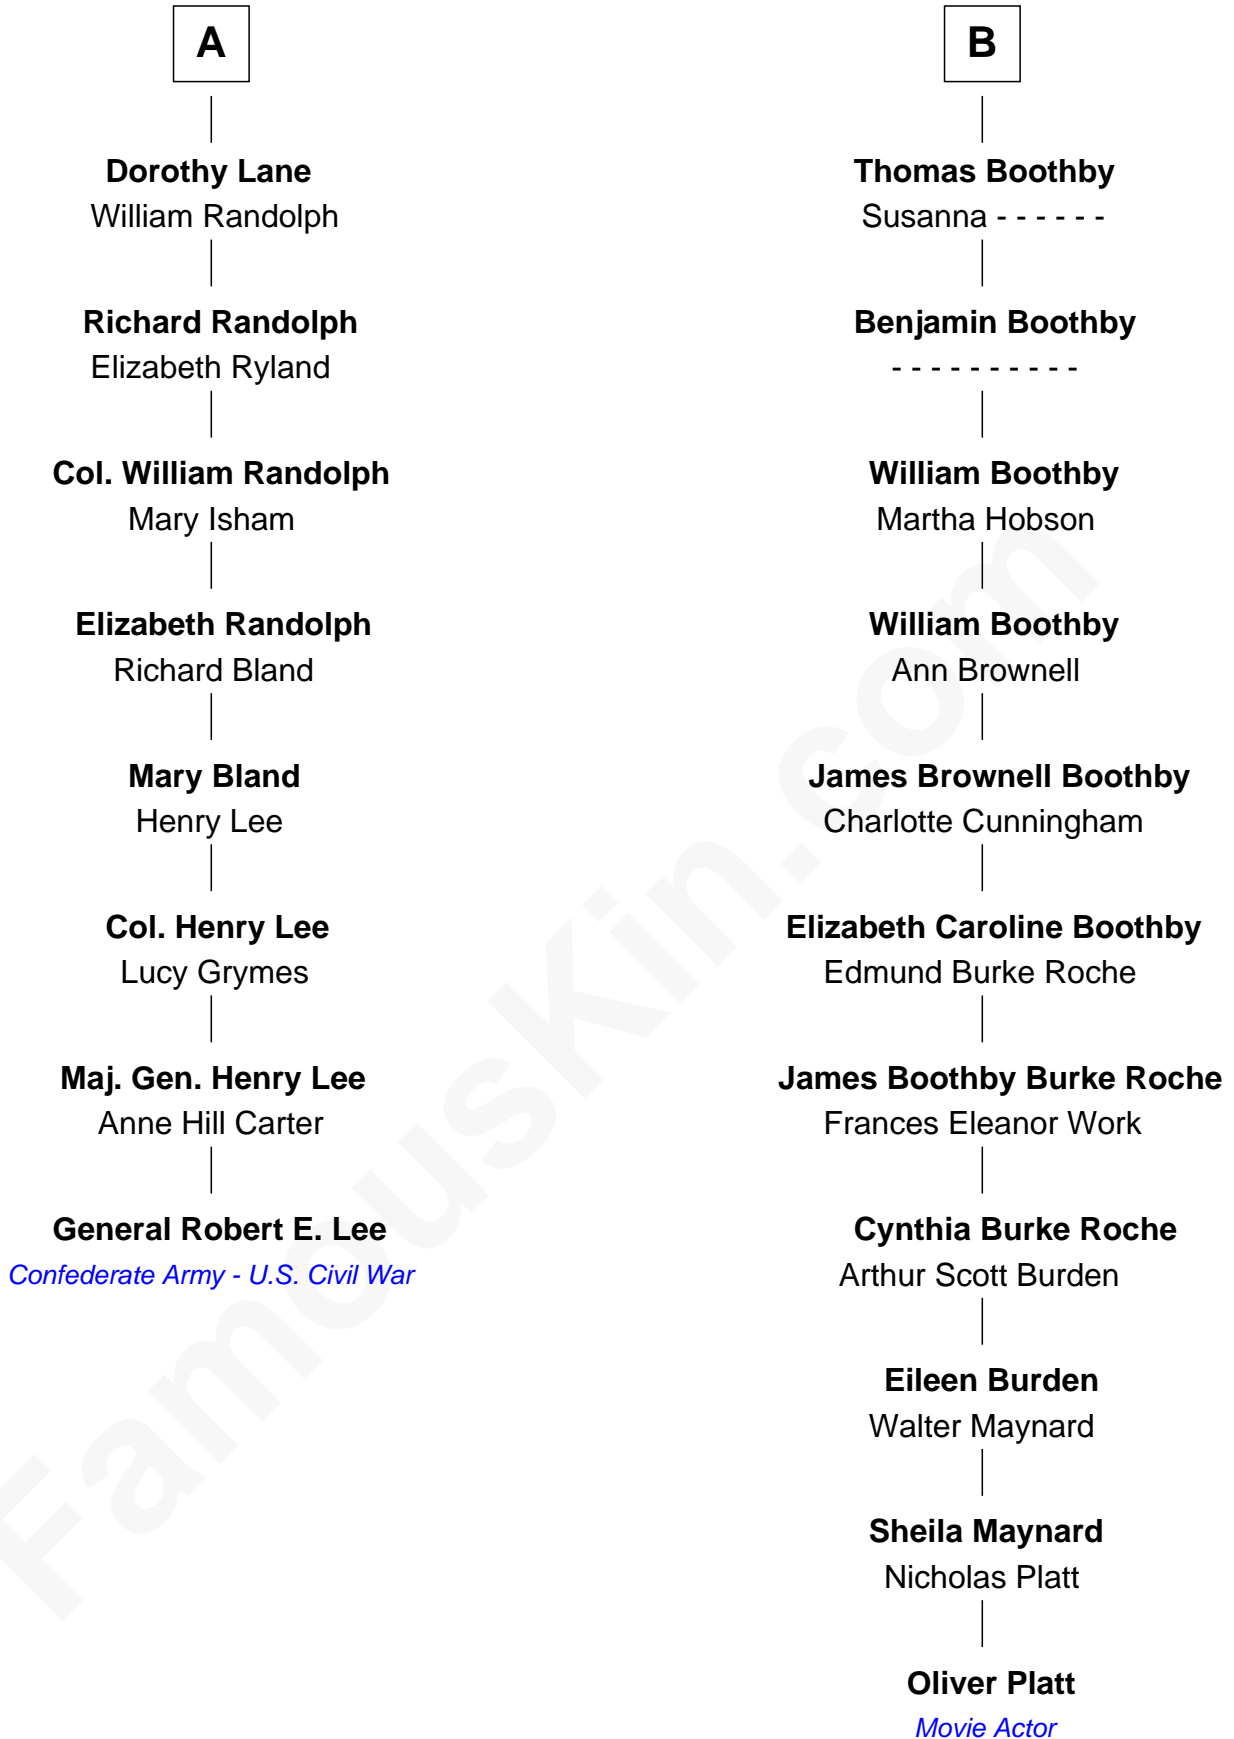 A
Dorothy Lane
William Randolph
Richard Randolph
Elizabeth Ryland
Col. William Randolph
Mary Isham
Elizabeth Randolph
Richard Bland
Mary Bland
Henry Lee
Col. Henry Lee
Lucy Grymes
Maj. Gen. Henry Lee
Anne Hill Carter
General Robert E. Lee
Confederate Army - U.S. Civil War
B
Thomas Boothby
Susanna - - - - - -
Benjamin Boothby
- - - - - - - - - -
William Boothby
Martha Hobson
William Boothby
Ann Brownell
James Brownell Boothby
Charlotte Cunningham
Elizabeth Caroline Boothby
Edmund Burke Roche
James Boothby Burke Roche
Frances Eleanor Work
Cynthia Burke Roche
Arthur Scott Burden
Eileen Burden
Walter Maynard
Sheila Maynard
Nicholas Platt
Oliver Platt
Movie Actor
FamousKin.com